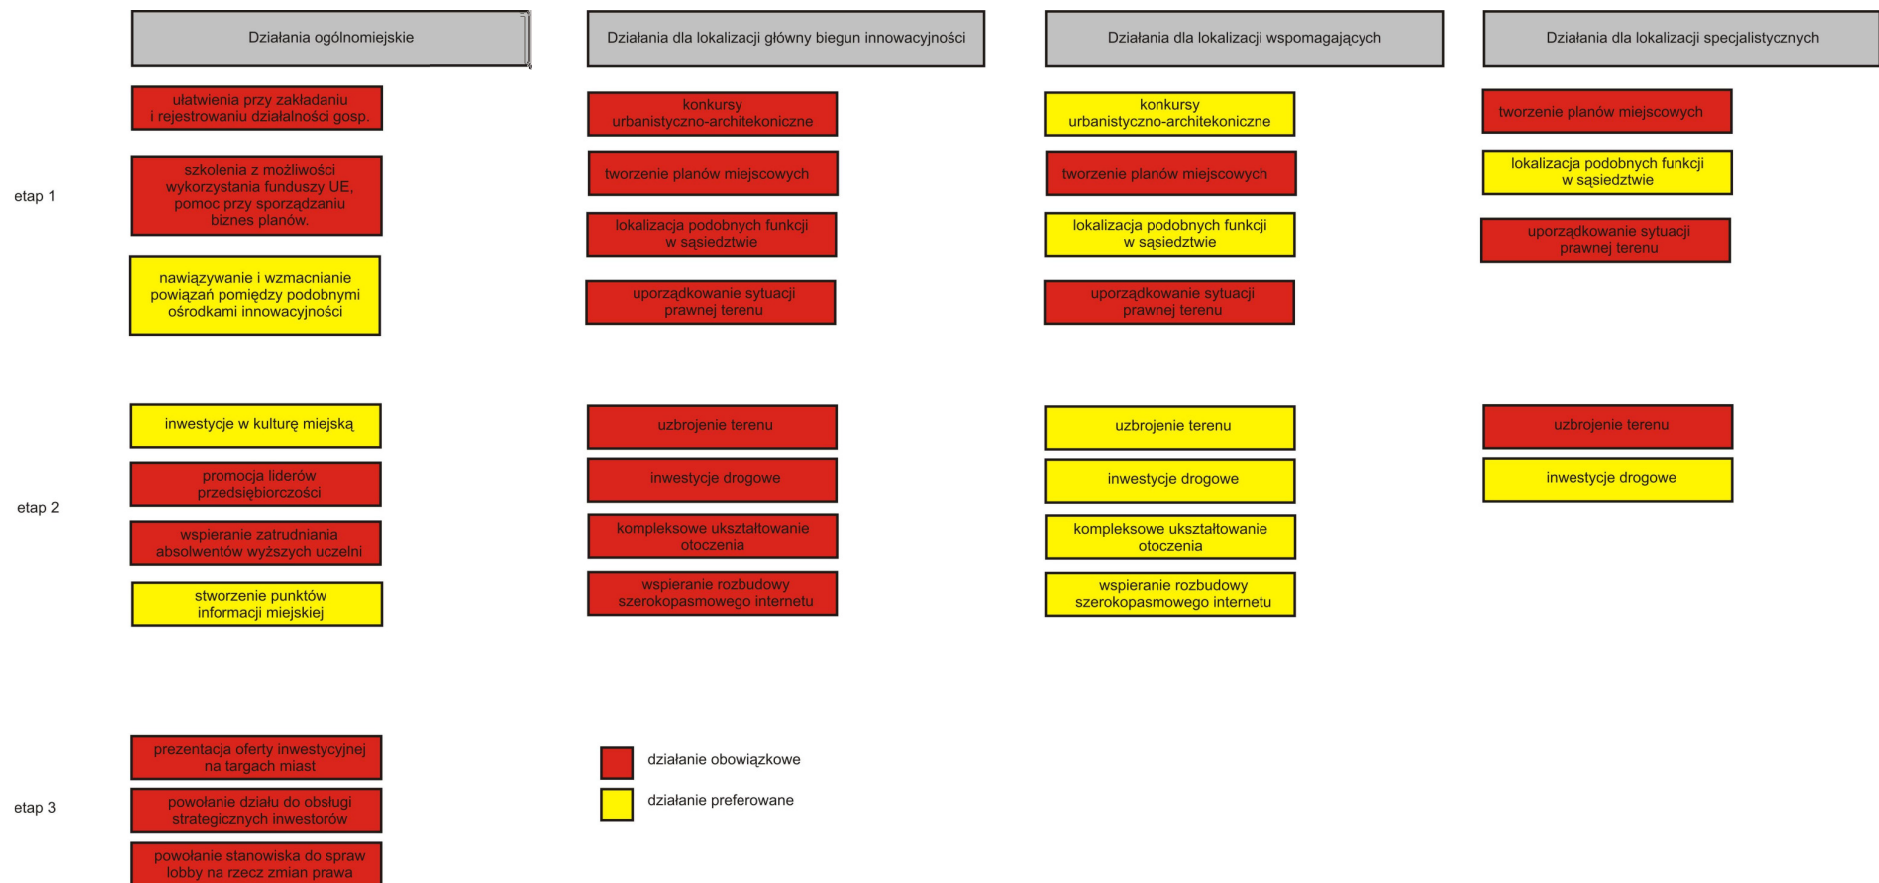 Działania ogólnomiejskie
Działania dla lokalizacji główny biegun innowacyjności
Działania dla lokalizacji wspomagających
Działania dla lokalizacji specjalistycznych
etap 1
ułatwienia przy zakładaniu
i rejestrowaniu działalności gosp.
szkolenia z możliwości
wykorzystania funduszy UE,
pomoc przy sporządzaniu
biznes planów.
nawiązywanie i wzmacnianie
powiązań pomiędzy podobnymi
ośrodkami innowacyjności
konkursy
urbanistyczno-architekoniczne
tworzenie planów miejscowych
lokalizacja podobnych funkcji
w sąsiedztwie
uporządkowanie sytuacji
prawnej terenu
konkursy
urbanistyczno-architekoniczne
tworzenie planów miejscowych
lokalizacja podobnych funkcji
w sąsiedztwie
uporządkowanie sytuacji
prawnej terenu
tworzenie planów miejscowych
lokalizacja podobnych funkcji
w sąsiedztwie
uporządkowanie sytuacji
prawnej terenu
etap 2
inwestycje w kulturę miejską
promocja liderów
przedsiębiorczości
wspieranie zatrudniania
absolwentów wyższych uczelni
stworzenie punktów
informacji miejskiej
uzbrojenie terenu
inwestycje drogowe
kompleksowe ukształtowanie
otoczenia
wspieranie rozbudowy
szerokopasmowego internetu
uzbrojenie terenu
inwestycje drogowe
kompleksowe ukształtowanie
otoczenia
wspieranie rozbudowy
szerokopasmowego internetu
uzbrojenie terenu
inwestycje drogowe
etap 3
prezentacja oferty inwestycyjnej
na targach miast
powołanie działu do obsługi
strategicznych inwestorów
powołanie stanowiska do spraw
lobby na rzecz zmian prawa
działanie obowiązkowe
działanie preferowane